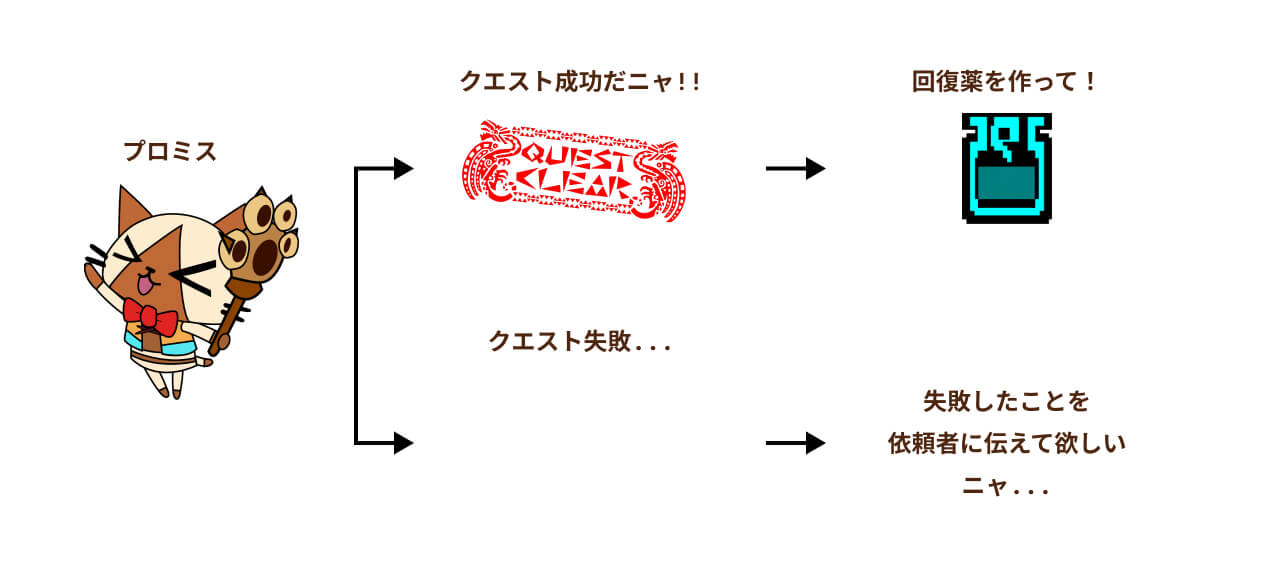 プロミス
クエスト成功だニャ!!
QUEST
CLEAR
回復薬を作って！
クエスト失敗...
失敗したことを
依頼者に伝えて欲しい
ニャ...